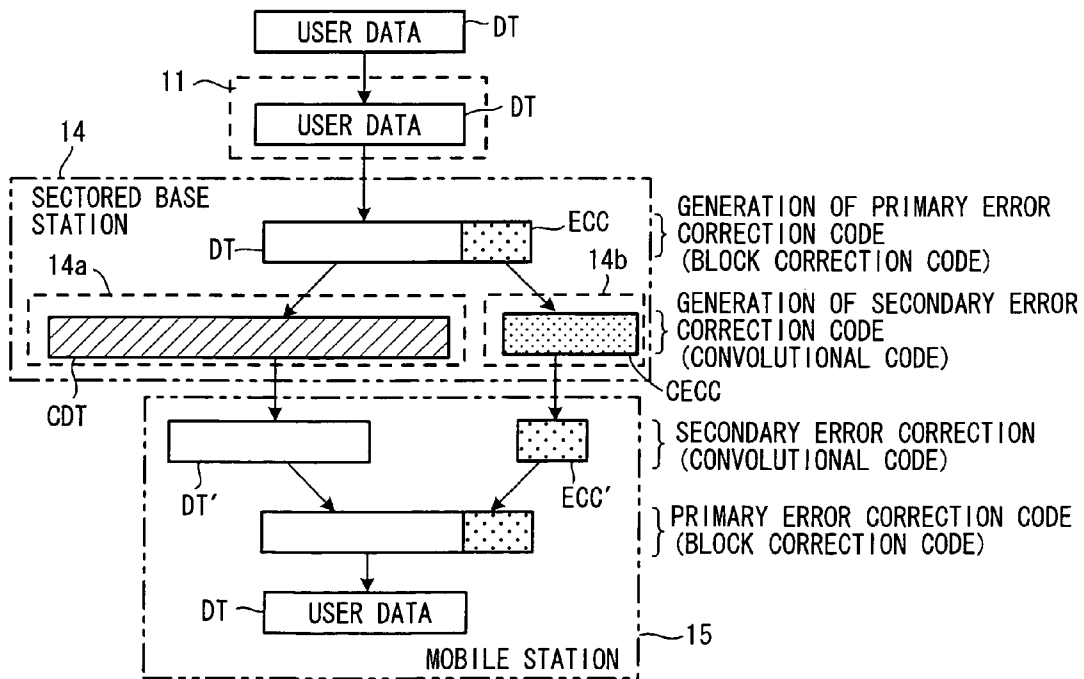 USER DATA
DT
11
USER DATA
DT
14
SECTORED BASE
STATION
DT
ECC
GENERATION OF PRIMARY ERROR
CORRECTION CODE
(BLOCK CORRECTION CODE)
14a
14b
GENERATION OF SECONDARY ERROR
CORRECTION CODE
(CONVOLUTIONAL CODE)
CDT
CECC
SECONDARY ERROR CORRECTION
(CONVOLUTIONAL CODE)
DT'
ECC'
PRIMARY ERROR CORRECTION CODE
(BLOCK CORRECTION CODE)
DT
USER DATA
15
MOBILE STATION